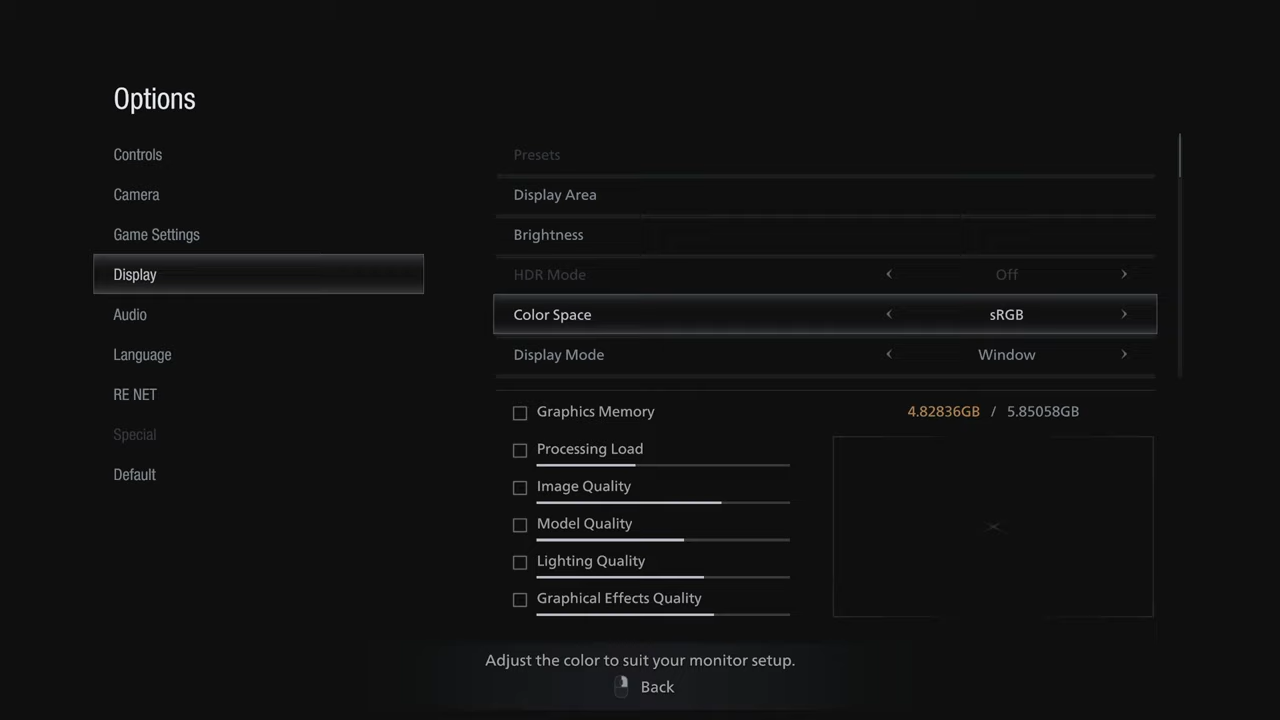 Options
Controls
Camera
Game Settings
Display
Audio
Language
RE NET
Special
Default
Presets
Display Area
Brightness
HDR Mode Off
Color Space sRGB
Display Mode Window
Graphics Memory 4.82836GB / 5.85058GB
Processing Load
Image Quality
Model Quality
Lighting Quality
Graphical Effects Quality
Adjust the color to suit your monitor setup.
Back